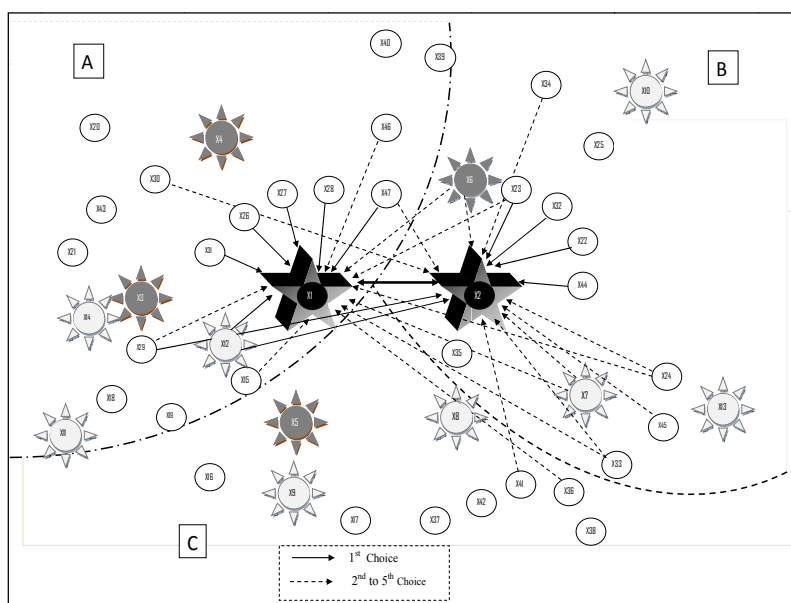 X40
X39
A
B
X34
X10
X20
X46
X4
X25
X30
X27
X28
X47
X6
X23
X43
X26
X32
X21
X31
X22
X44
X3
X1
X2
X14
X29
X12
X35
X15
X24
X7
X18
X13
X19
X5
X8
X45
X11
X33
X16
X9
X41
X36
X42
X17
X37
X38
C
1st Choice
2nd to 5th Choice